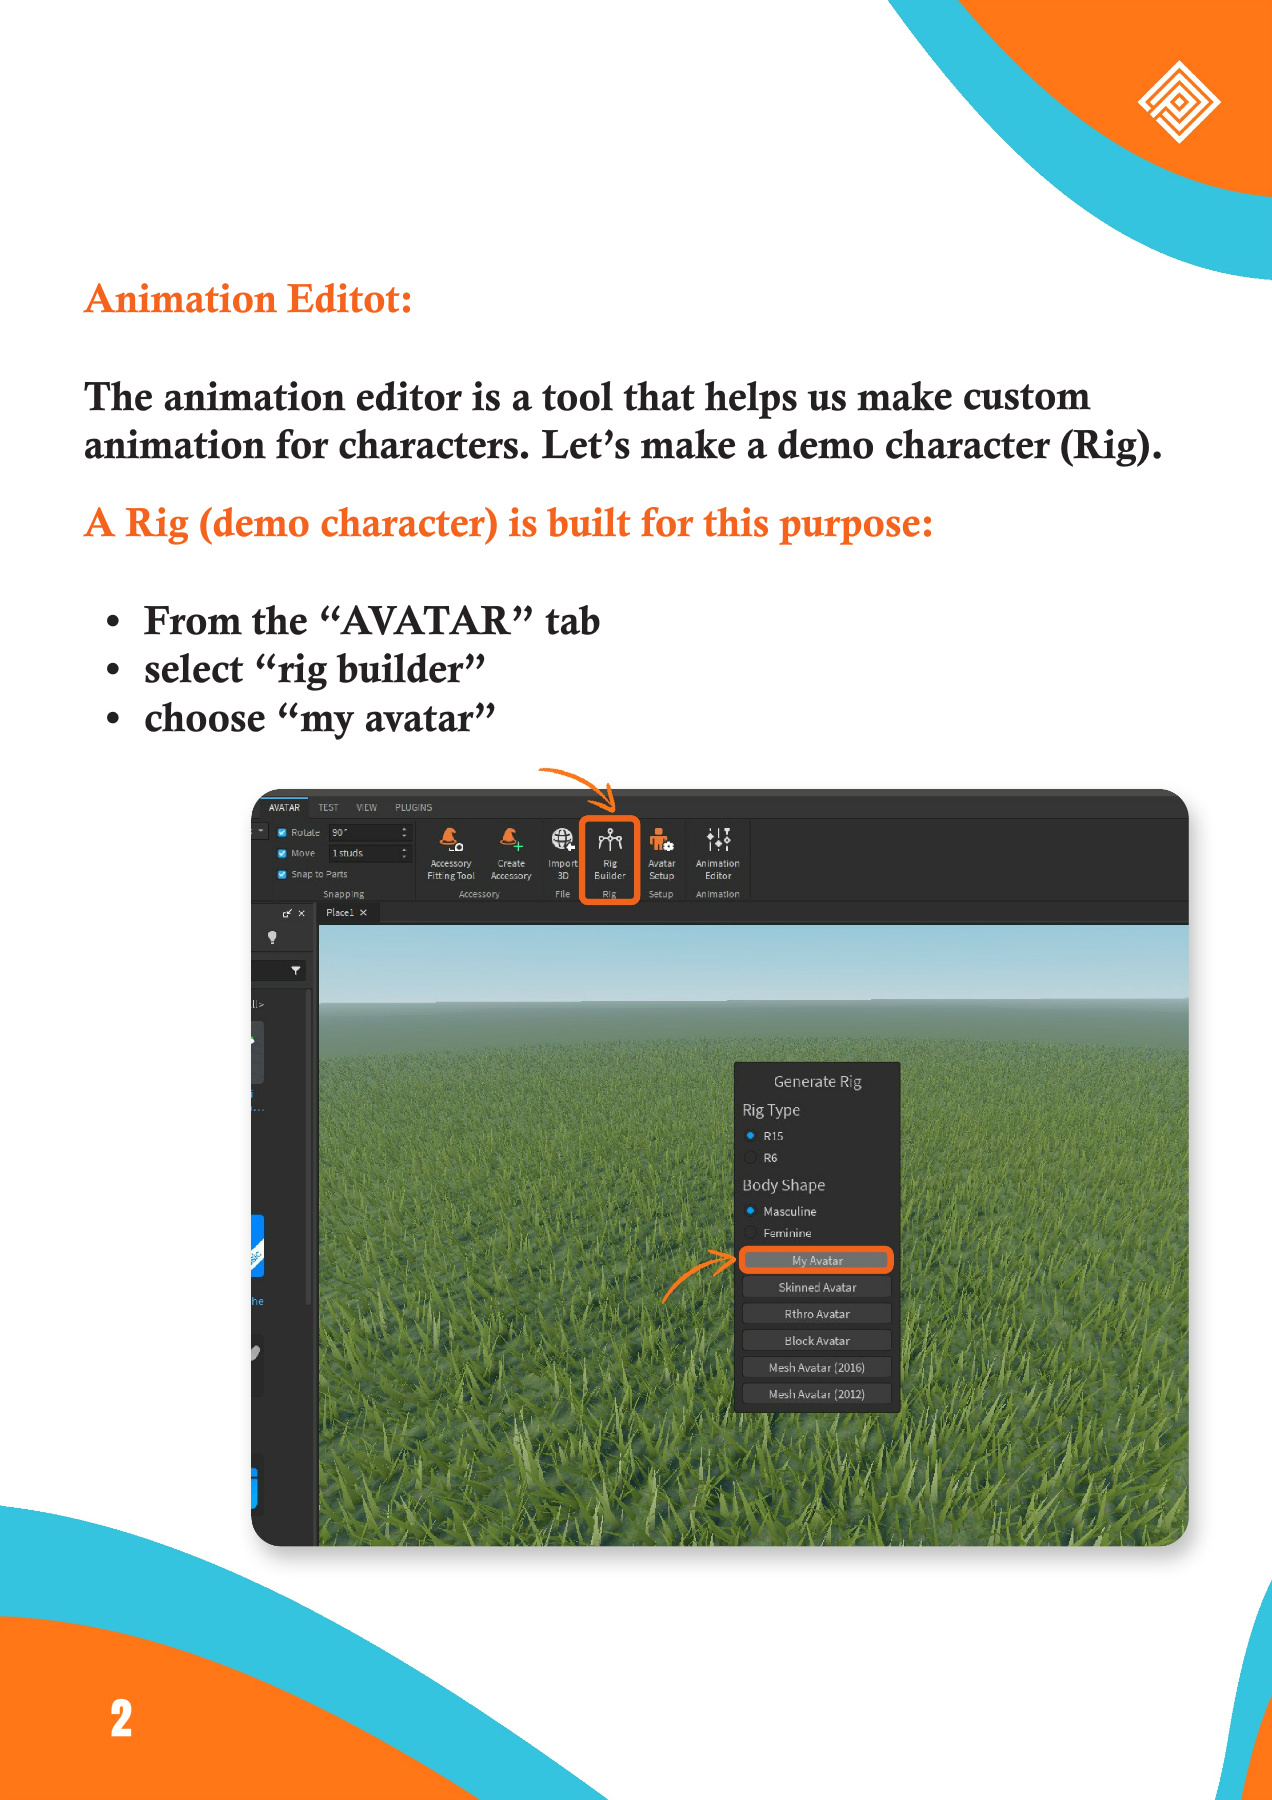 Animation Editot:
The animation editor is a tool that helps us make custom
animation for characters. Let’s make a demo character (Rig).
A Rig (demo character) is built for this purpose:
• From the “AVATAR” tab
• select “rig builder”
• choose “my avatar”
AVATAR TEST VIEW PLUGINS
Rotate 90°
Move 1 studs
Snap to Parts
Snapping
Accessory
Fitting Tool
Create
Accessory
Accessory
Import
3D
File
Rig
Builder
Rig
Avatar
Setup
Setup
Animation
Editor
Animation
Place1
Generate Rig
Rig Type
R15
R6
Body Shape
Masculine
Feminine
My Avatar
Skinned Avatar
Rthro Avatar
Block Avatar
Mesh Avatar (2016)
Mesh Avatar (2012)
2